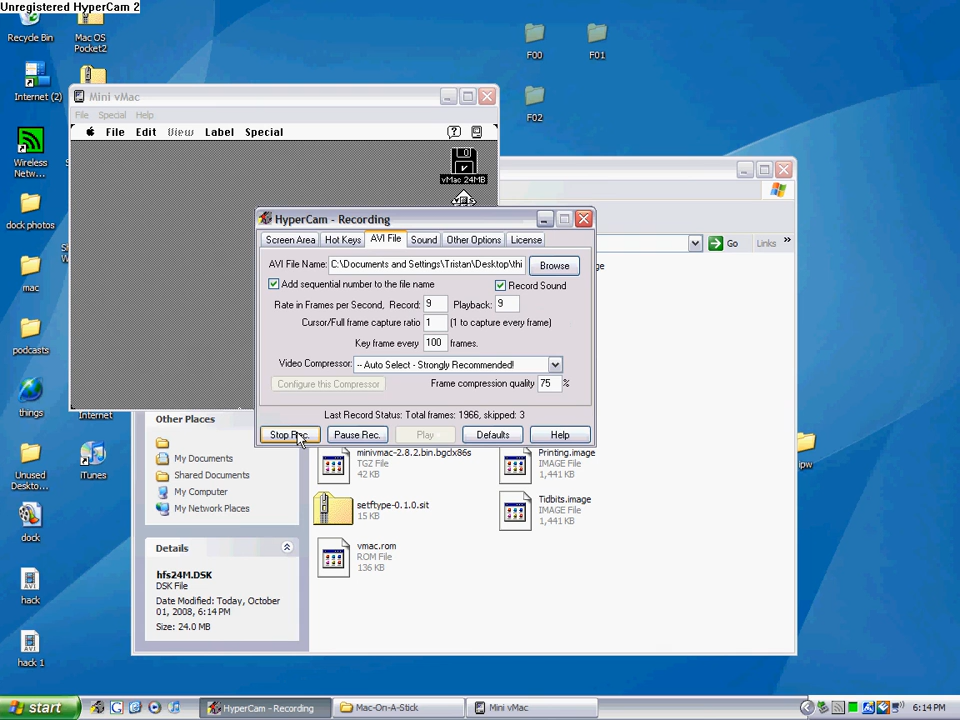 Unregistered HyperCam 2
Recycle Bin
Mac OS
Pocket2
Internet (2)
Wireless
Netw...
dock photos
mac
podcasts
Internet
things
Unused
Deskto...
iTunes
dock
hack
hack 1
F00
F01
F02
Mini vMac
File Special Help
File Edit View Label Special
vMac 24MB
Go
Links »
HyperCam - Recording
Screen Area
Hot Keys
AVI File
Sound
Other Options
License
AVI File Name:
C:\Documents and Settings\Tristan\Desktop\thi
Browse
Add sequential number to the file name
Record Sound
Rate in Frames per Second, Record: 9 Playback: 9
Cursor/Full frame capture ratio 1 (1 to capture every frame)
Key frame every 100 frames.
Video Compressor: -- Auto Select - Strongly Recommended!
Configure this Compressor
Frame compression quality 75 %
Last Record Status: Total frames: 1966, skipped: 3
Stop Rec.
Pause Rec.
Play
Defaults
Help
Other Places
My Documents
Shared Documents
My Computer
My Network Places
Details
hfs24M.DSK
DSK File
Date Modified: Today, October
01, 2008, 6:14 PM
Size: 24.0 MB
minivmac-2.8.2.bin.bgclx86s
TGZ File
42 KB
Printing.image
IMAGE File
1,441 KB
setftype-0.1.0.sit
15 KB
Tidbits.image
IMAGE File
1,441 KB
vmac.rom
ROM File
136 KB
ipw
start
HyperCam - Recording
Mac-On-A-Stick
Mini vMac
6:14 PM